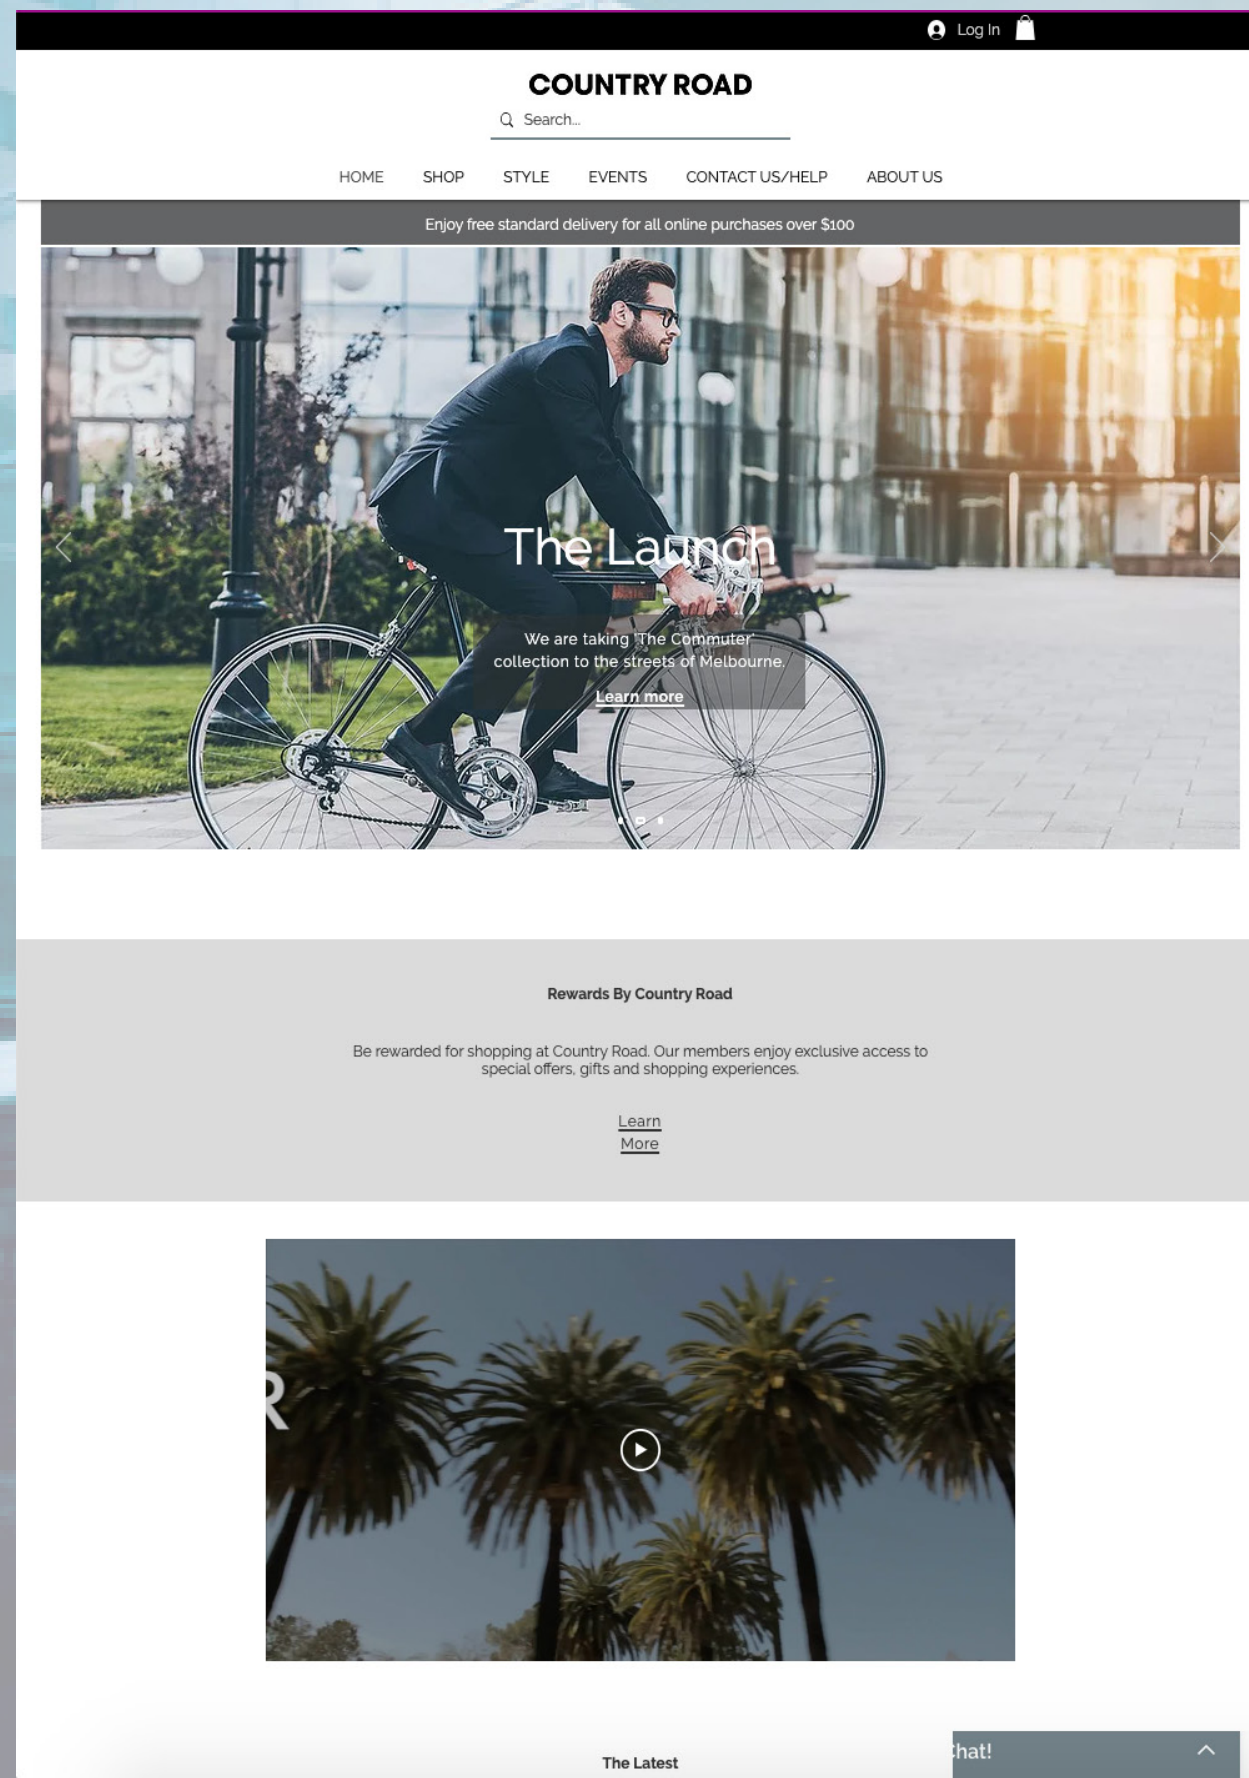 Log In
COUNTRY ROAD
Search...
HOME SHOP STYLE EVENTS CONTACT US/HELP ABOUT US
Enjoy free standard delivery for all online purchases over $100
The Launch
We are taking 'The Commuter'
collection to the streets of Melbourne.
Learn more
Rewards By Country Road
Be rewarded for shopping at Country Road. Our members enjoy exclusive access to
special offers, gifts and shopping experiences.
Learn
More
R
The Latest
hat!